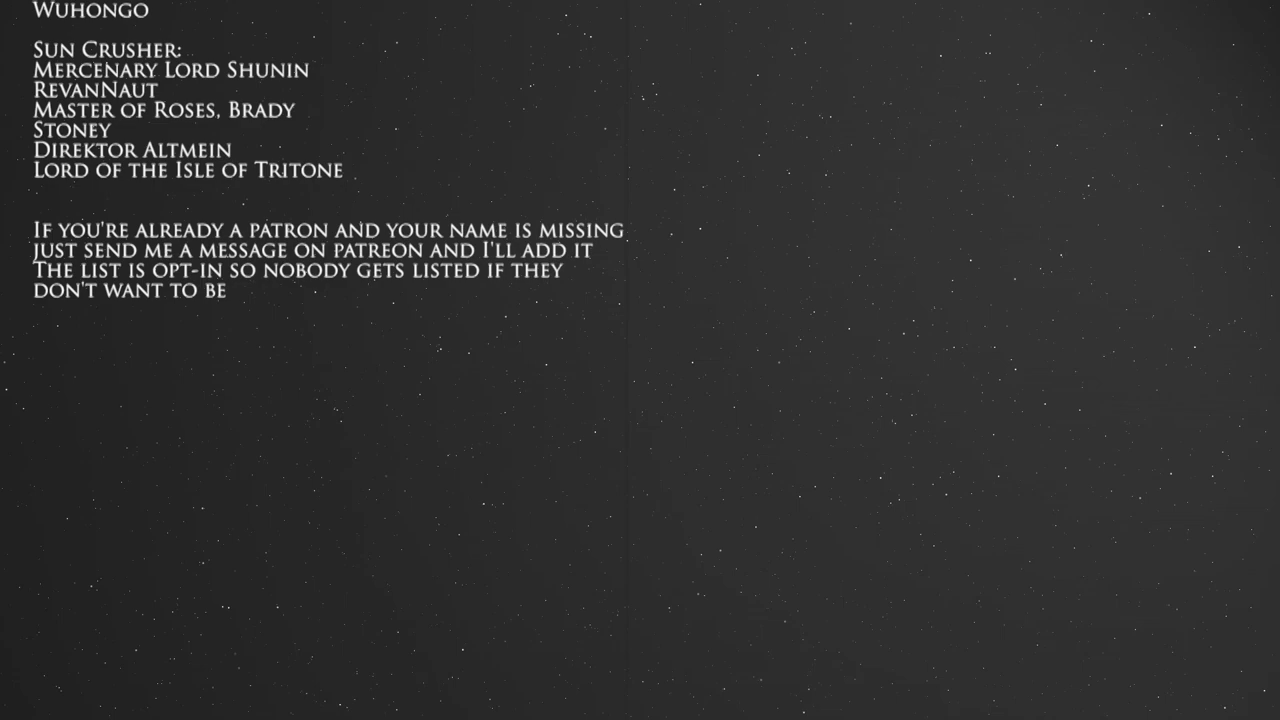 Wuhongo
Sun Crusher:
Mercenary Lord Shunin
RevanNaut
Master of Roses, Brady
Stoney
Direktor Altmein
Lord of the Isle of Tritone
If you're already a patron and your name is missing
just send me a message on Patreon and I'll add it
The list is opt-in so nobody gets listed if they
don't want to be